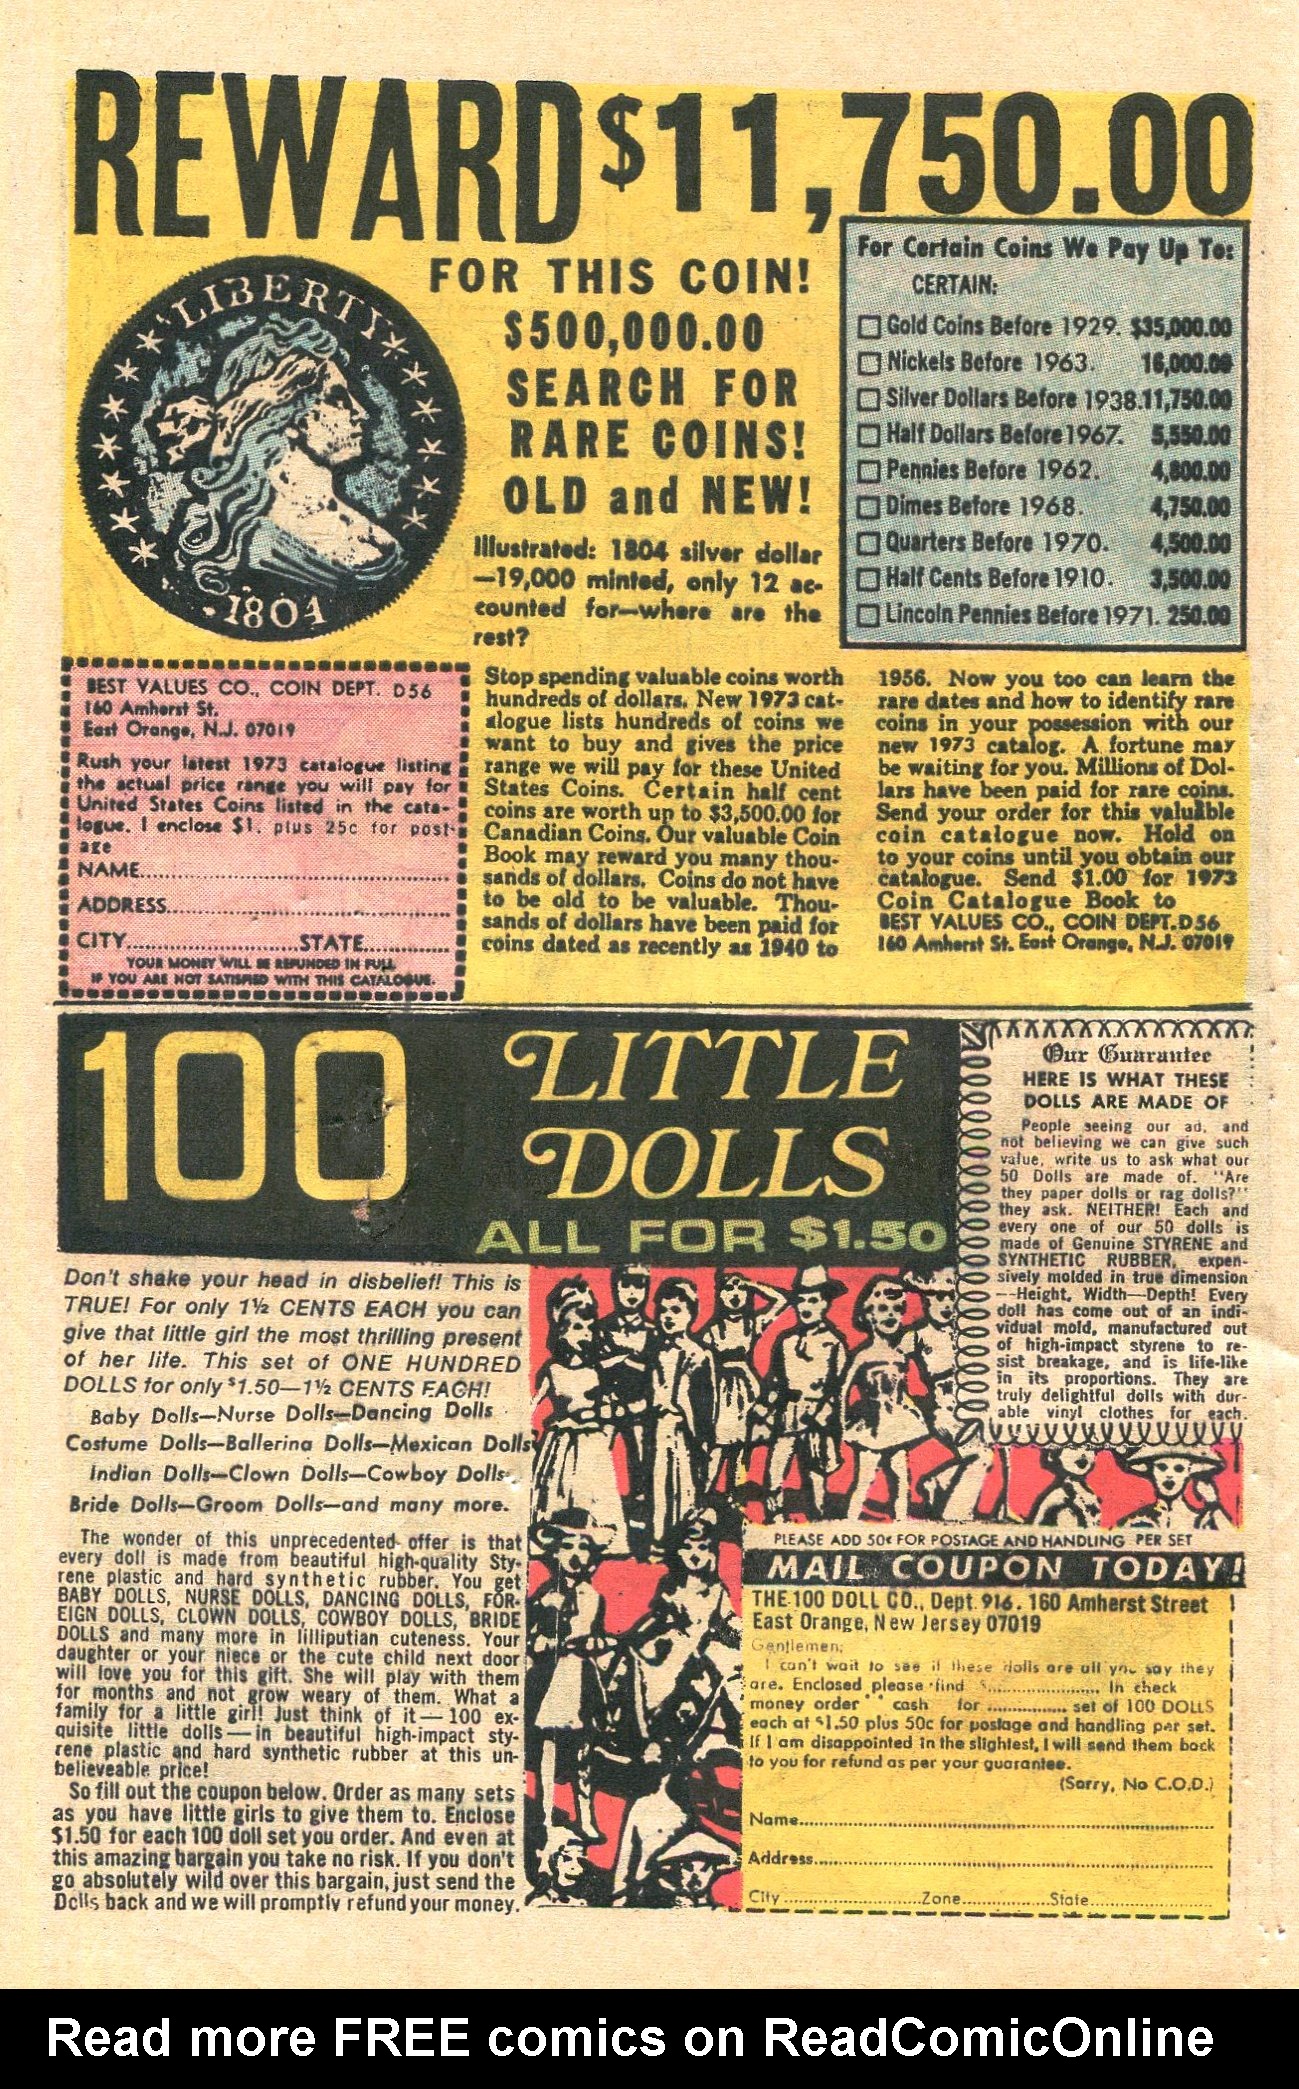 REWARD $11,750.00
FOR THIS COIN!
$500,000.00
SEARCH FOR
RARE COINS!
OLD and NEW!
Illustrated: 1804 silver dollar
—19,000 minted, only 12 ac-
counted for—where are the
rest?
LIBERTY
1804
For Certain Coins We Pay Up To:
CERTAIN:
Gold Coins Before 1929. $35,000.00
Nickels Before 1963. 16,000.00
Silver Dollars Before 1938. 11,750.00
Half Dollars Before 1967. 5,550.00
Pennies Before 1962. 4,800.00
Dimes Before 1968. 4,750.00
Quarters Before 1970. 4,500.00
Half Cents Before 1910. 3,500.00
Lincoln Pennies Before 1971. 250.00
BEST VALUES CO., COIN DEPT. D56
160 Amherst St.
East Orange, N.J. 07019
Rush your latest 1973 catalogue listing
the actual price range you will pay for
United States Coins listed in the cata-
logue. I enclose $1. plus 25c for post-
age
NAME
ADDRESS
CITY STATE
YOUR MONEY WILL BE REFUNDED IN FULL
IF YOU ARE NOT SATISFIED WITH THIS CATALOGUE.
Stop spending valuable coins worth
hundreds of dollars. New 1973 cat-
alogue lists hundreds of coins we
want to buy and gives the price
range we will pay for these United
States Coins. Certain half cent
coins are worth up to $3,500.00 for
Canadian Coins. Our valuable Coin
Book may reward you many thou-
sands of dollars. Coins do not have
to be old to be valuable. Thou-
sands of dollars have been paid for
coins dated as recently as 1940 to
1956. Now you too can learn the
rare dates and how to identify rare
coins in your possession with our
new 1973 catalog. A fortune may
be waiting for you. Millions of Dol-
lars have been paid for rare coins.
Send your order for this valuable
coin catalogue now. Hold on
to your coins until you obtain our
catalogue. Send $1.00 for 1973
Coin Catalogue Book to
BEST VALUES CO., COIN DEPT. D56
160 Amherst St. East Orange, N.J. 07019
100 LITTLE
DOLLS
ALL FOR $1.50
Our Guarantee
HERE IS WHAT THESE
DOLLS ARE MADE OF
People seeing our ad, and
not believing we can give such
value, write us to ask what our
50 Dolls are made of. "Are
they paper dolls or rag dolls?"
they ask. NEITHER! Each and
every one of our 50 dolls is
made of Genuine STYRENE and
SYNTHETIC RUBBER, expen-
sively molded in true dimension
—Height, Width—Depth! Every
doll has come out of an indi-
vidual mold, manufactured out
of high-impact styrene to re-
sist breakage, and is life-like
in its proportions. They are
truly delightful dolls with dur-
able vinyl clothes for each.
Don't shake your head in disbelief! This is
TRUE! For only 1½ CENTS EACH you can
give that little girl the most thrilling present
of her life. This set of ONE HUNDRED
DOLLS for only $1.50—1½ CENTS EACH!
Baby Dolls—Nurse Dolls—Dancing Dolls
Costume Dolls—Ballerina Dolls—Mexican Dolls
Indian Dolls—Clown Dolls—Cowboy Dolls
Bride Dolls—Groom Dolls—and many more.
The wonder of this unprecedented offer is that
every doll is made from beautiful high-quality Sty-
rene plastic and hard synthetic rubber. You get
BABY DOLLS, NURSE DOLLS, DANCING DOLLS, FOR-
EIGN DOLLS, CLOWN DOLLS, COWBOY DOLLS, BRIDE
DOLLS and many more in lilliputian cuteness. Your
daughter or your niece or the cute child next door
will love you for this gift. She will play with them
for months and not grow weary of them. What a
family for a little girl! Just think of it—100 ex-
quisite little dolls—in beautiful high-impact sty-
rene plastic and hard synthetic rubber at this un-
believeable price!
So fill out the coupon below. Order as many sets
as you have little girls to give them to. Enclose
$1.50 for each 100 doll set you order. And even at
this amazing bargain you take no risk. If you don't
go absolutely wild over this bargain, just send the
Dolls back and we will promptly refund your money.
PLEASE ADD 50¢ FOR POSTAGE AND HANDLING PER SET
MAIL COUPON TODAY!
THE 100 DOLL CO., Dept. 916. 160 Amherst Street
East Orange, New Jersey 07019
Gentlemen;
I can't wait to see if these dolls are all you say they
are. Enclosed please find $.................... In check
money order cash for ................ set of 100 DOLLS
each at $1.50 plus 50c for postage and handling per set.
If I am disappointed in the slightest, I will send them back
to you for refund as per your guarantee.
(Sorry, No C.O.D.)
Name
Address
City Zone State
Read more FREE comics on ReadComicOnline